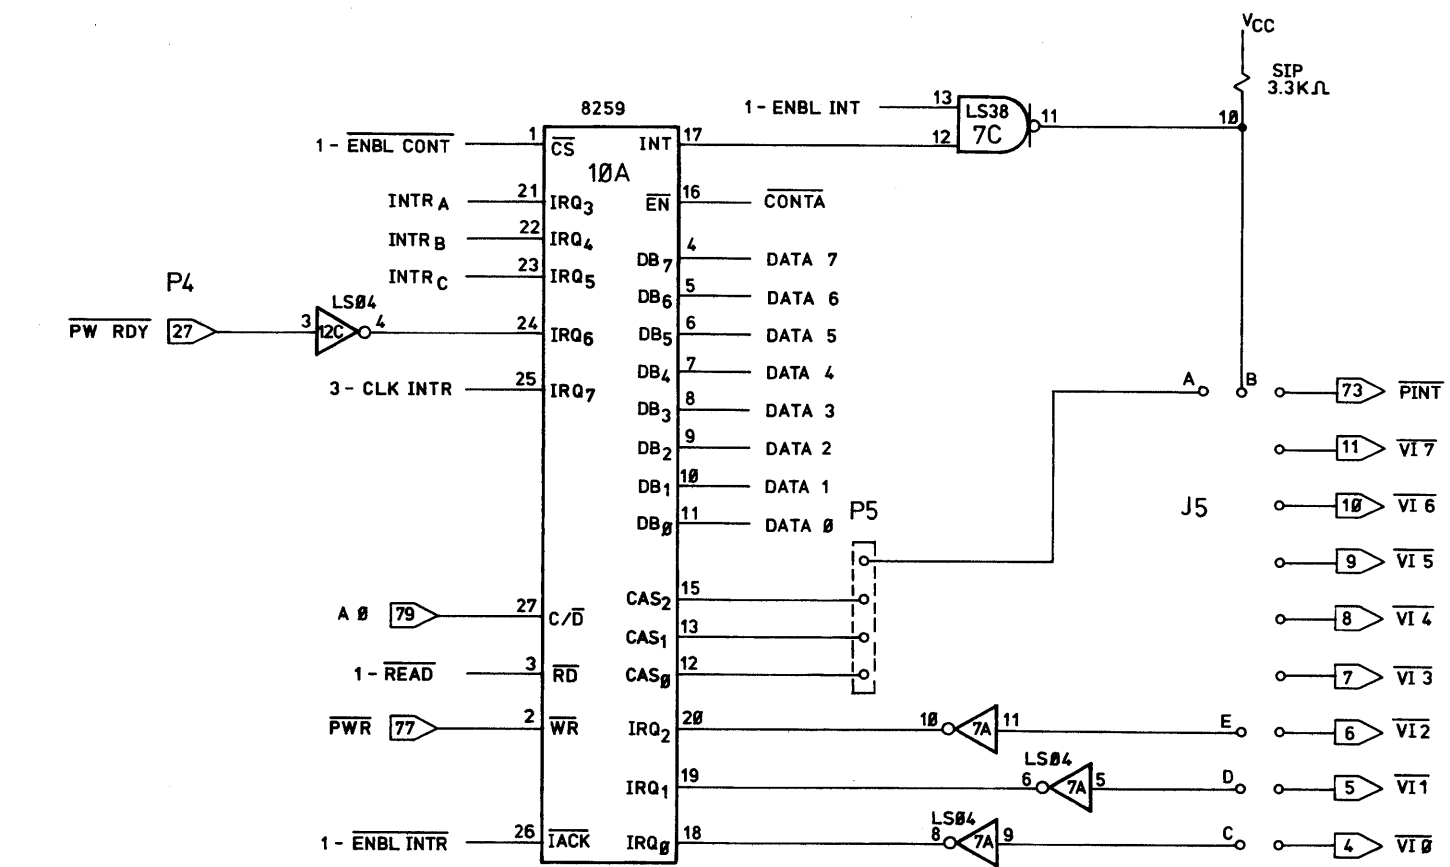 VCC
SIP
3.3KΩ
8259
1-ENBL INT
13
LS38
11
10
7C
12
1-ENBL CONT
1
CS
INT
17
10A
INTR A
21
IRQ3
EN
16
CONTA
INTR B
22
IRQ4
DB7
4
DATA 7
INTR C
23
IRQ5
DB6
5
DATA 6
P4
LS04
PW RDY
27
3
12C
4
24
IRQ6
DB5
6
DATA 5
DB4
7
DATA 4
3-CLK INTR
25
IRQ7
DB3
8
DATA 3
A
B
73
PINT
DB2
9
DATA 2
11
VI 7
DB1
10
DATA 1
P5
J5
10
VI 6
DB0
11
DATA 0
9
VI 5
A 0
79
27
C/D
CAS2
15
8
VI 4
CAS1
13
1-READ
3
RD
CAS0
12
7
VI 3
PWR
77
2
WR
IRQ2
20
10
7A
11
E
6
VI 2
LS04
IRQ1
19
6
7A
5
D
5
VI 1
LS04
1-ENBL INTR
26
IACK
IRQ0
18
8
7A
9
C
4
VI 0